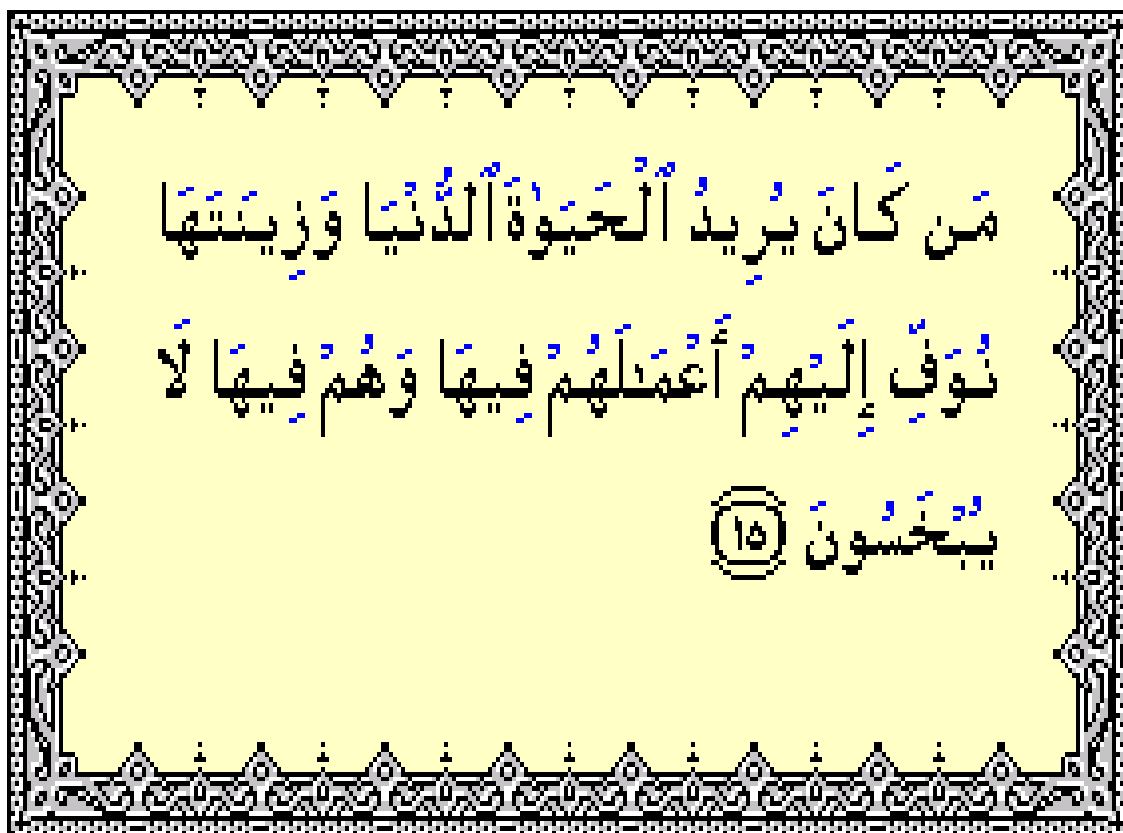 مَن كَانَ يُرِيدُ ٱلْحَيَوٰةَ ٱلدُّنْيَا وَزِينَتَهَا
نُوَفِّ إِلَيْهِمْ أَعْمَـٰلَهُمْ فِيهَا وَهُمْ فِيهَا لَا
يُبْخَسُونَ ١٥